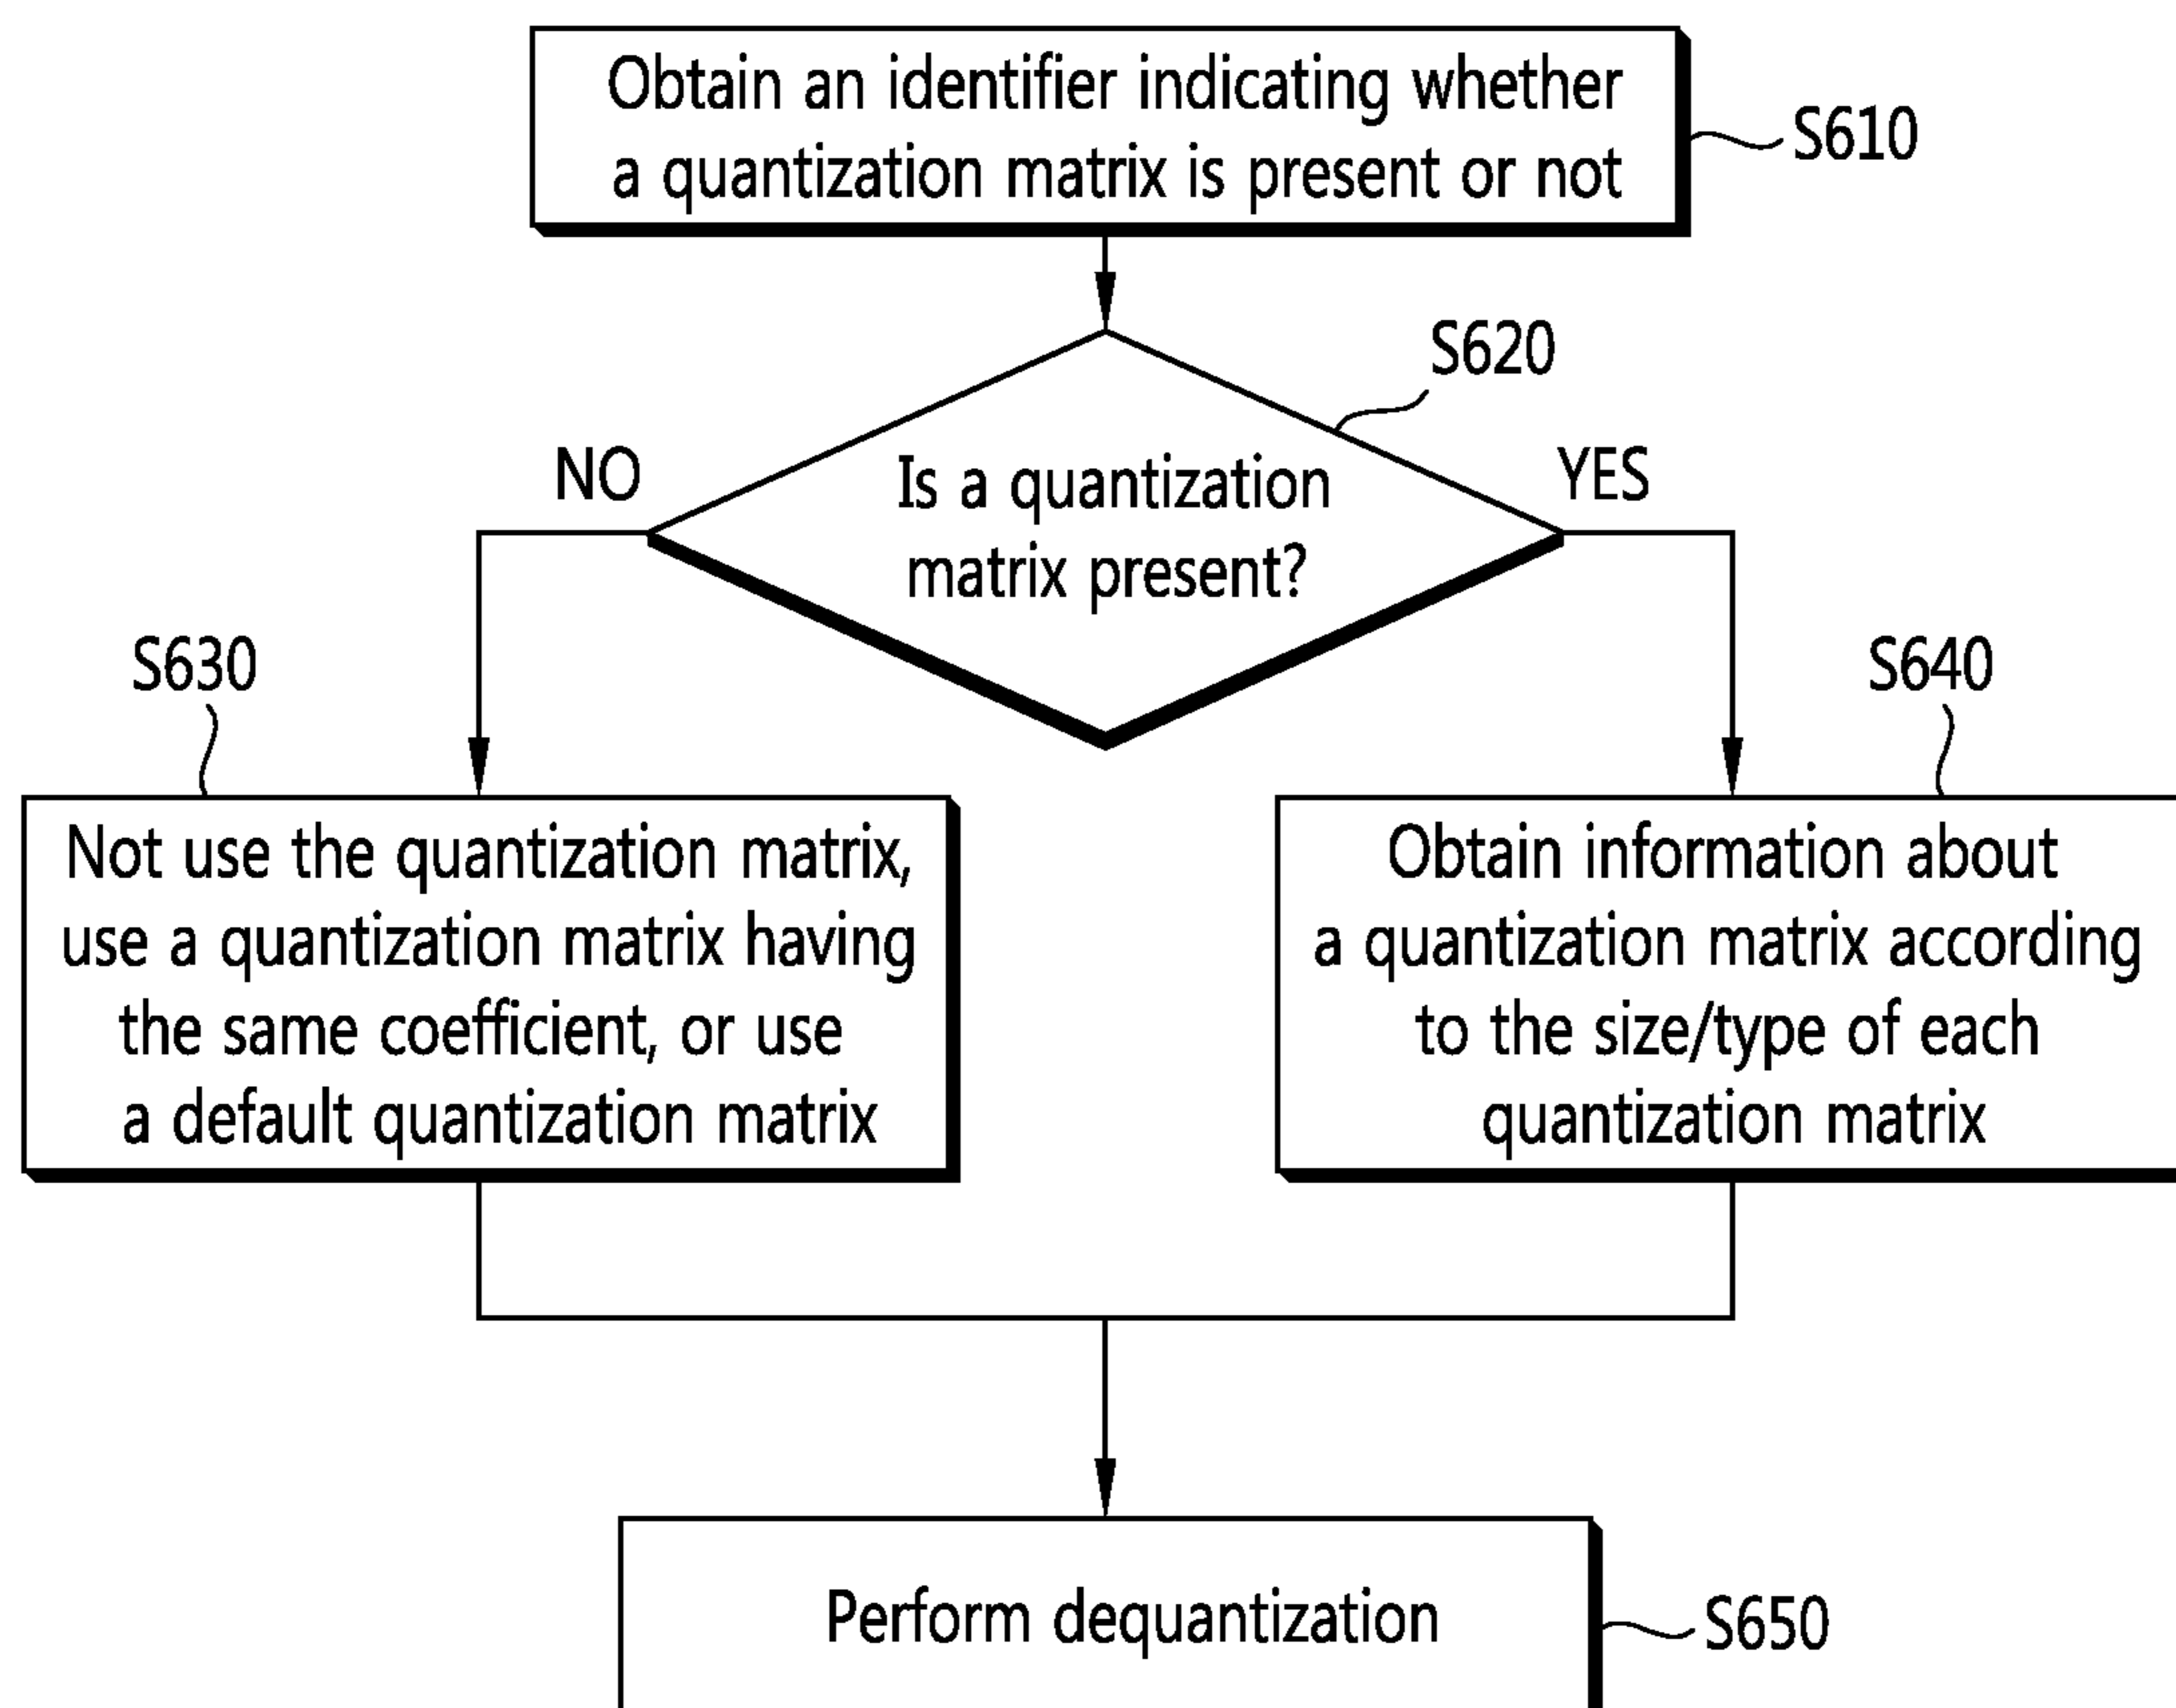 Obtain an identifier indicating whether
a quantization matrix is present or not
S610
S620
NO
Is a quantization
matrix present?
YES
S630
S640
Not use the quantization matrix,
use a quantization matrix having
the same coefficient, or use
a default quantization matrix
Obtain information about
a quantization matrix according
to the size/type of each
quantization matrix
Perform dequantization
S650